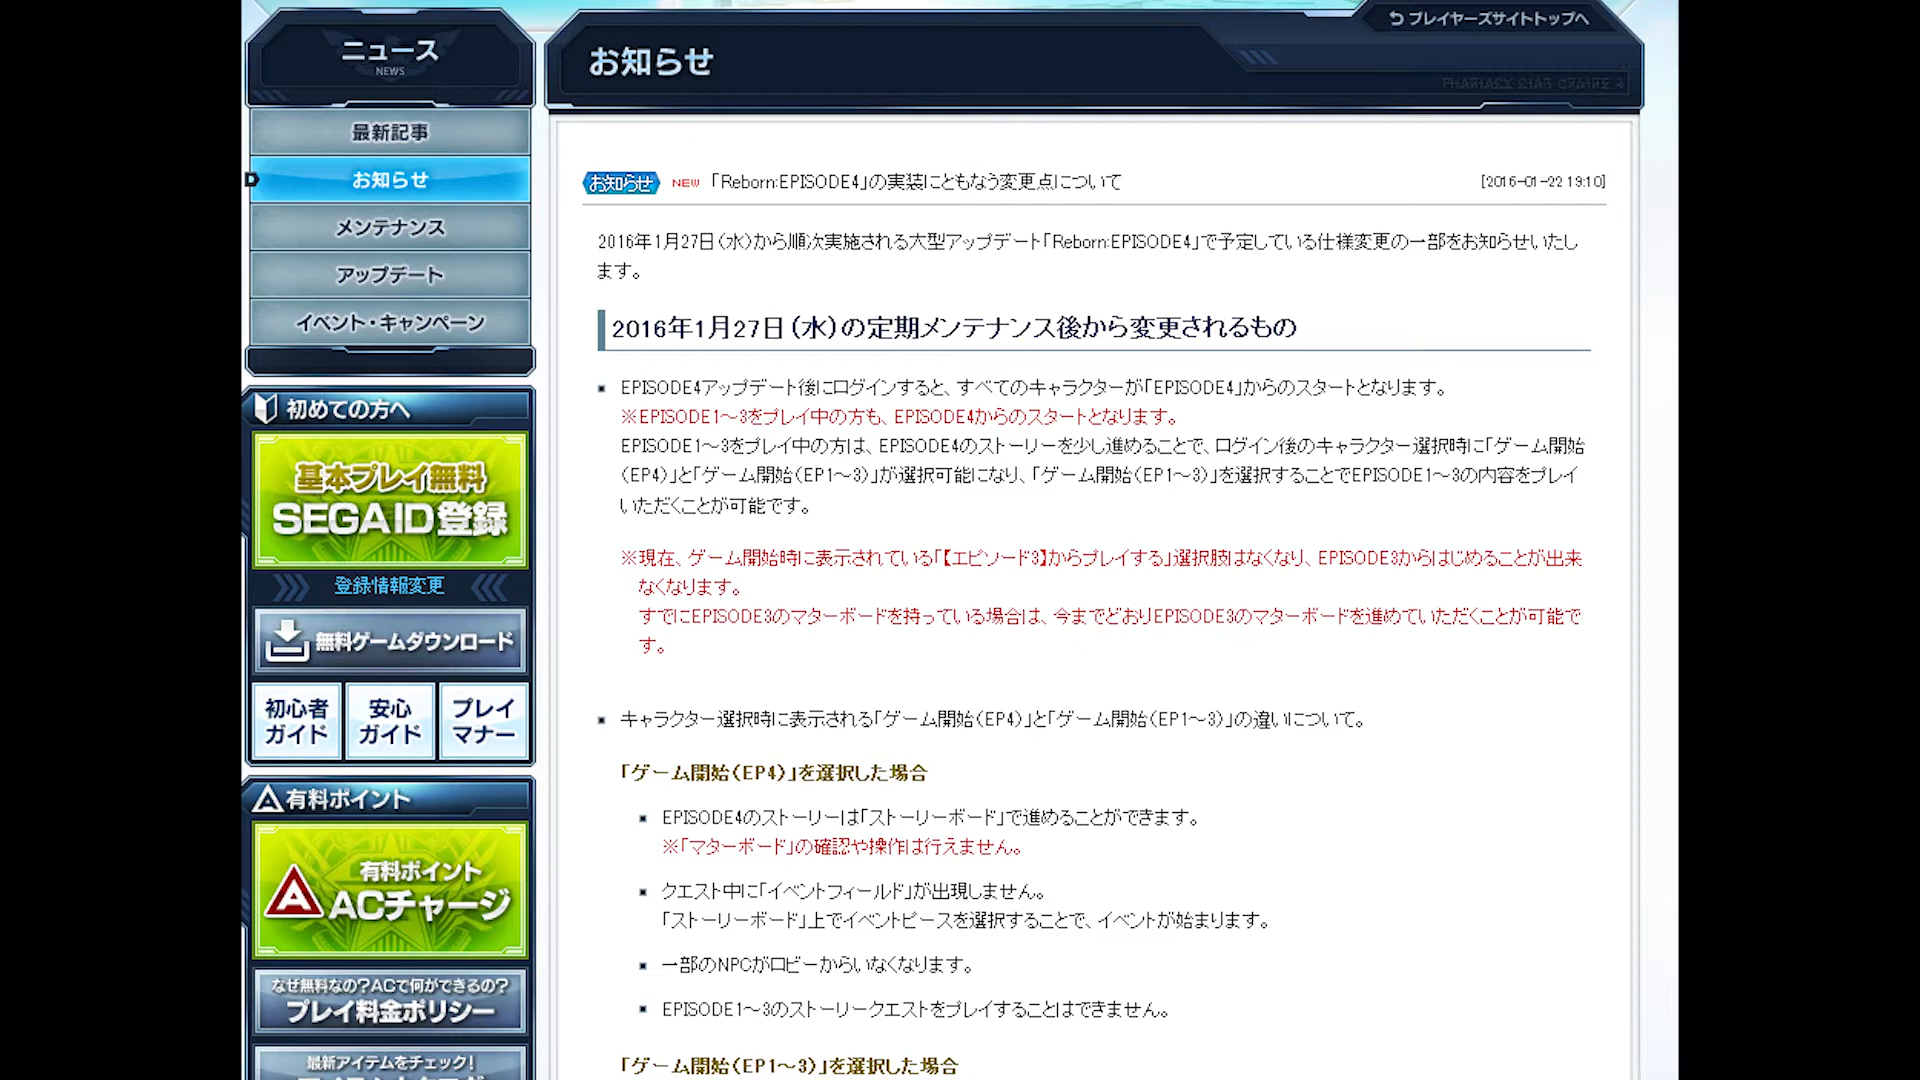 ニュース
NEWS
最新記事
お知らせ
メンテナンス
アップデート
イベント・キャンペーン
初めての方へ
基本プレイ無料
SEGA ID登録
登録情報変更
無料ゲームダウンロード
初心者
ガイド
安心
ガイド
プレイ
マナー
有料ポイント
有料ポイント
ACチャージ
なぜ無料なの?ACで何ができるの?
プレイ料金ポリシー
最新アイテムをチェック!
プレイヤーズサイトトップへ
お知らせ
PHANTASY STAR ONLINE 2
お知らせ NEW 「Reborn:EPISODE4」の実装にともなう変更点について [2016-01-22 19:10]
2016年1月27日(水)から順次実施される大型アップデート「Reborn:EPISODE4」で予定している仕様変更の一部をお知らせいたし
ます。
2016年1月27日(水)の定期メンテナンス後から変更されるもの
EPISODE4アップデート後にログインすると、すべてのキャラクターが「EPISODE4」からのスタートとなります。
※EPISODE1～3をプレイ中の方も、EPISODE4からのスタートとなります。
EPISODE1～3をプレイ中の方は、EPISODE4のストーリーを少し進めることで、ログイン後のキャラクター選択時に「ゲーム開始
(EP4)」と「ゲーム開始(EP1～3)」が選択可能になり、「ゲーム開始(EP1～3)」を選択することでEPISODE1～3の内容をプレイ
いただくことが可能です。
※現在、ゲーム開始時に表示されている「【エピソード3】からプレイする」選択肢はなくなり、EPISODE3からはじめることが出来
なくなります。
すでにEPISODE3のマターボードを持っている場合は、今までどおりEPISODE3のマターボードを進めていただくことが可能で
す。
キャラクター選択時に表示される「ゲーム開始(EP4)」と「ゲーム開始(EP1～3)」の違いについて。
「ゲーム開始(EP4)」を選択した場合
EPISODE4のストーリーは「ストーリーボード」で進めることができます。
※「マターボード」の確認や操作は行えません。
クエスト中に「イベントフィールド」が出現しません。
「ストーリーボード」上でイベントピースを選択することで、イベントが始まります。
一部のNPCがロビーからいなくなります。
EPISODE1～3のストーリークエストをプレイすることはできません。
「ゲーム開始(EP1～3)」を選択した場合